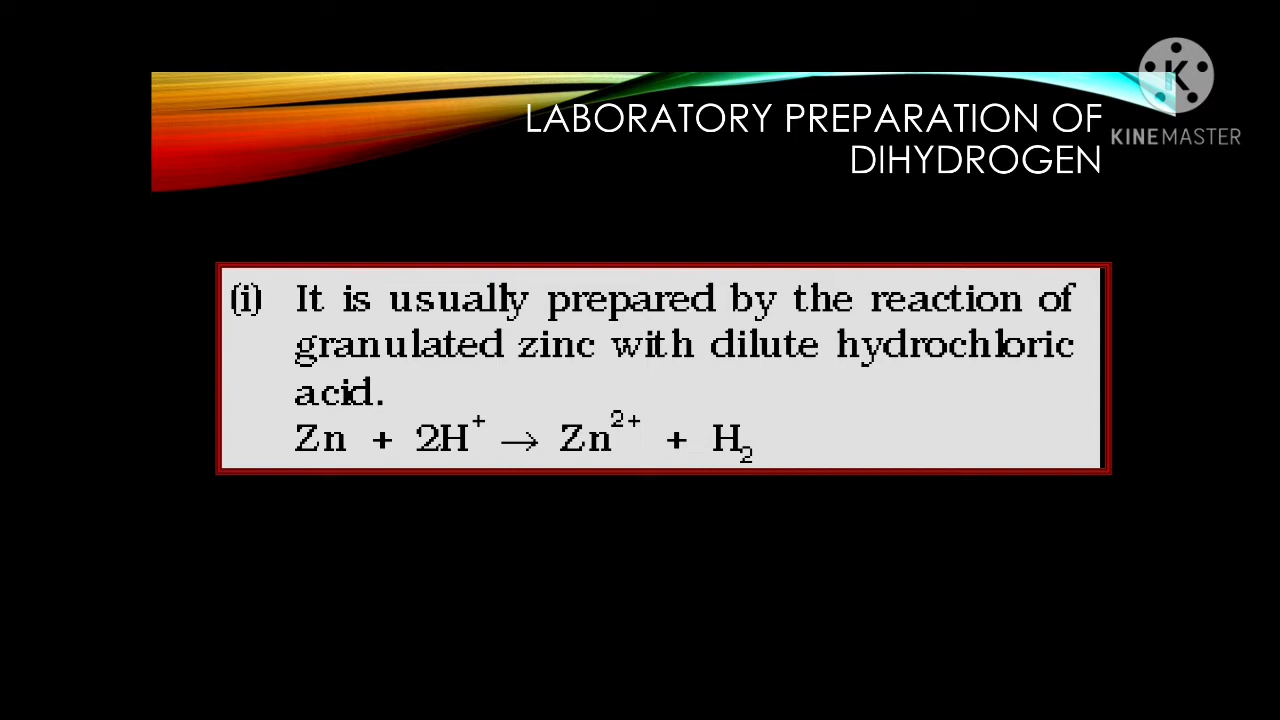 LABORATORY PREPARATION OF
DIHYDROGEN
K
KINEMASTER
(i) It is usually prepared by the reaction of
granulated zinc with dilute hydrochloric
acid.
Zn + 2H⁺ → Zn²⁺ + H₂